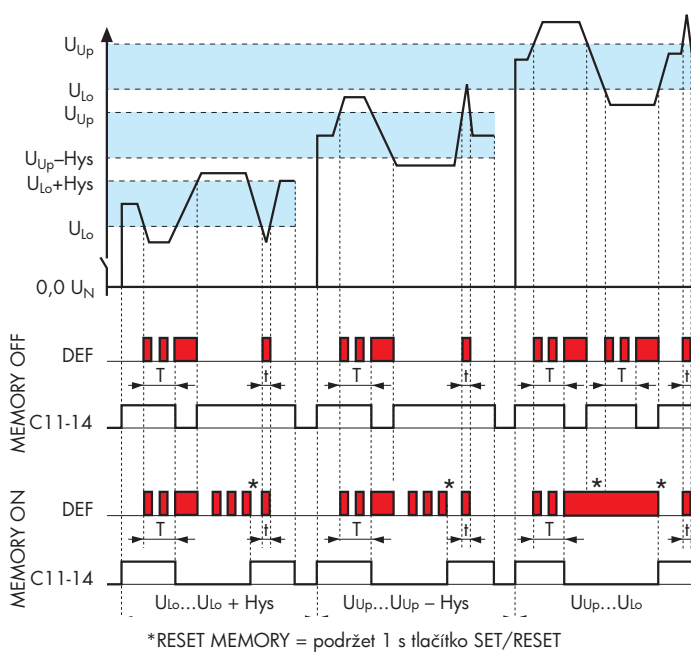 UUp
ULo
UUp
UUp–Hys
ULo+Hys
ULo
0,0 UN
MEMORY OFF
DEF
T t T t T T t
C11-14
MEMORY ON
* * * *
DEF
T t T t T t
C11-14
ULo...ULo + Hys UUp...UUp – Hys UUp...ULo
*RESET MEMORY = podržet 1 s tlačítko SET/RESET